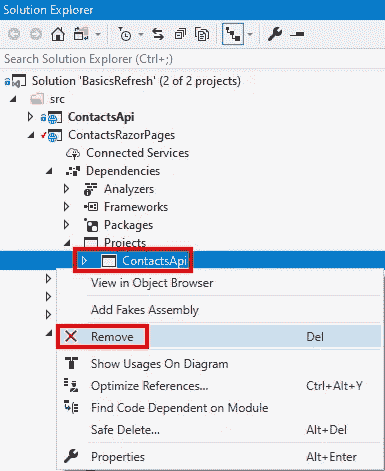 Solution Explorer
Search Solution Explorer (Ctrl+;)
Solution 'BasicsRefresh' (2 of 2 projects)
src
ContactsApi
ContactsRazorPages
Connected Services
Dependencies
Analyzers
Frameworks
Packages
Projects
ContactsApi
View in Object Browser
Add Fakes Assembly
Remove Del
Show Usages On Diagram
Optimize References... Ctrl+Alt+Y
Find Code Dependent on Module
Safe Delete... Alt+Del
Properties Alt+Enter